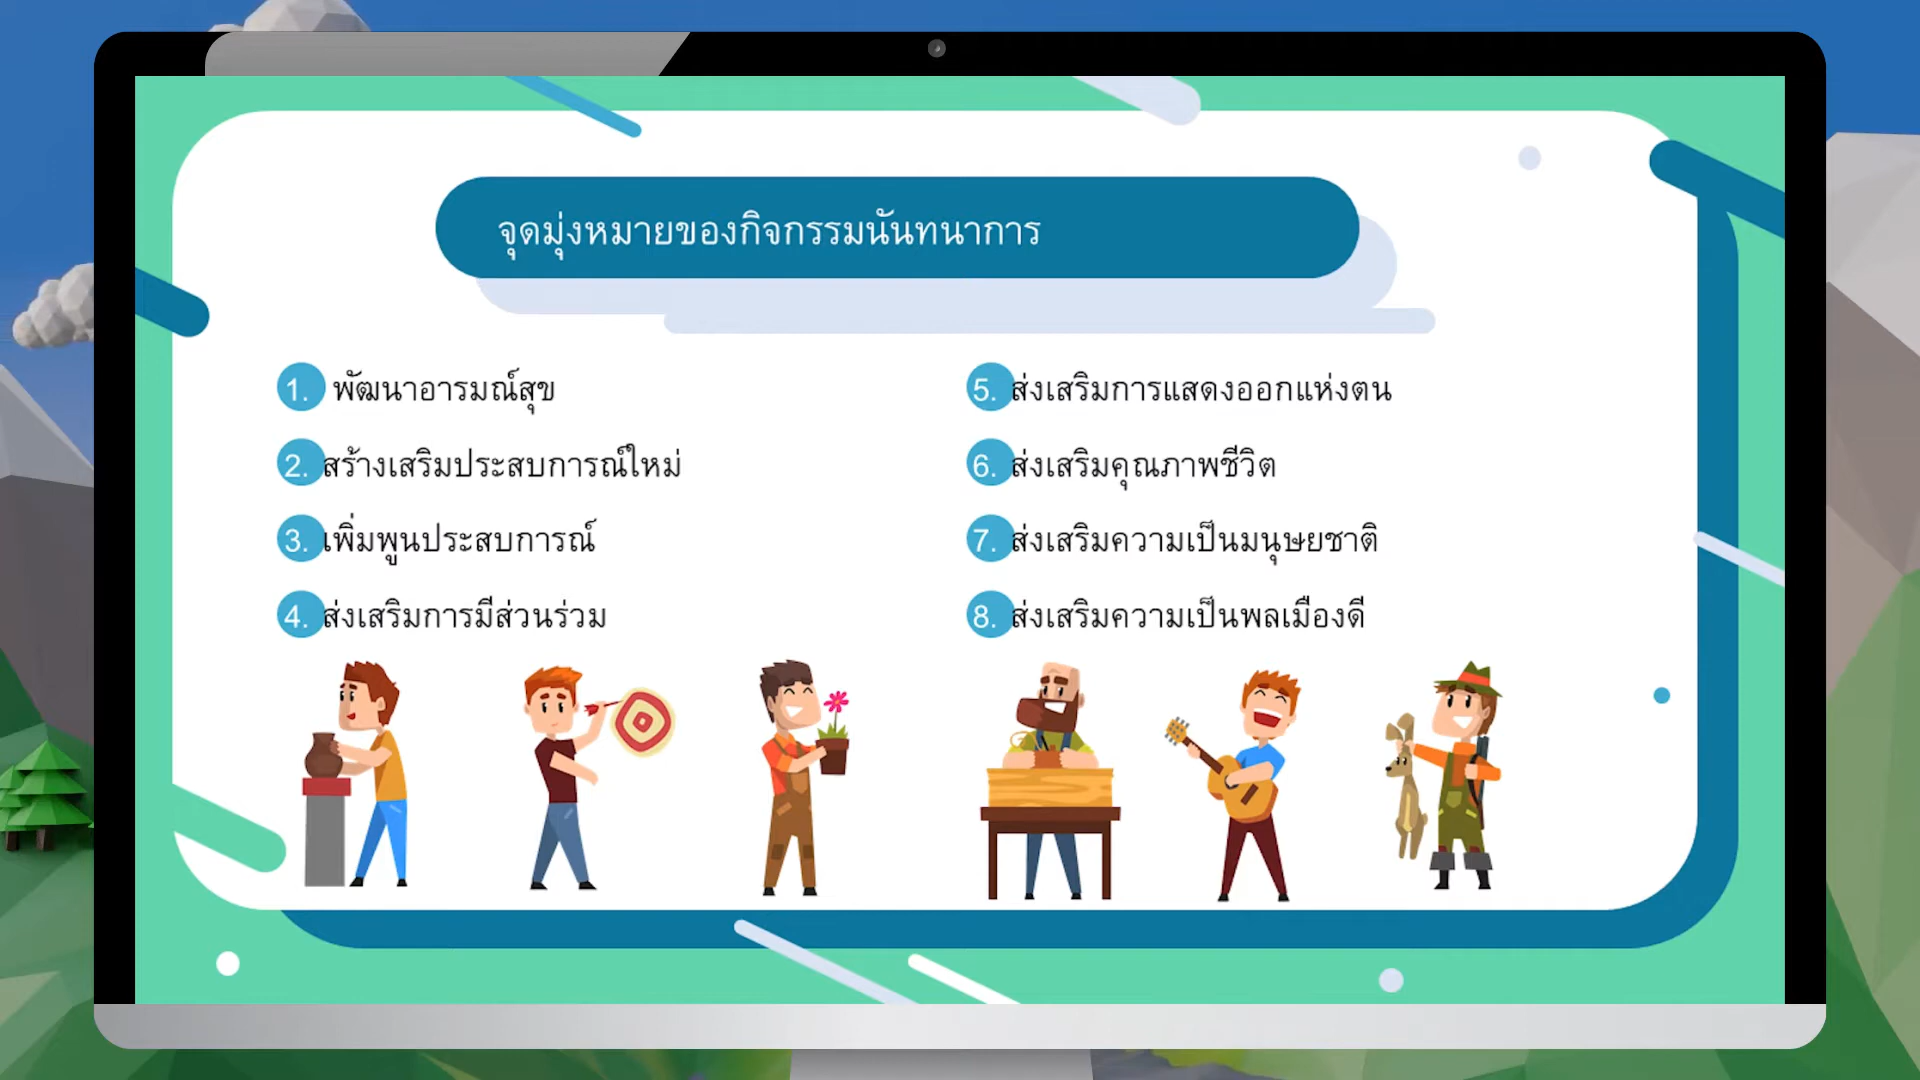 จุดมุ่งหมายของกิจกรรมนันทนาการ
1. พัฒนาอารมณ์สุข
2. สร้างเสริมประสบการณ์ใหม่
3. เพิ่มพูนประสบการณ์
4. ส่งเสริมการมีส่วนร่วม
5. ส่งเสริมการแสดงออกแห่งตน
6. ส่งเสริมคุณภาพชีวิต
7. ส่งเสริมความเป็นมนุษยชาติ
8. ส่งเสริมความเป็นพลเมืองดี